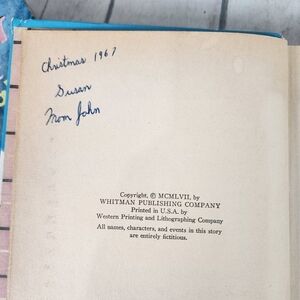 Christmas 1967
Susan
From John
Copyright, © MCMLVII, by
WHITMAN PUBLISHING COMPANY
Printed in U.S.A. by
Western Printing and Lithographing Company
All names, characters, and events in this story
are entirely fictitious.